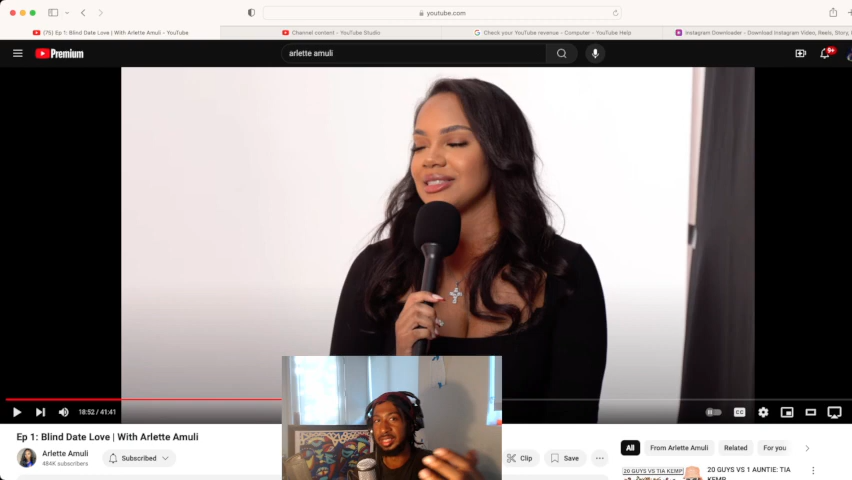 youtube.com
(75) Ep 1: Blind Date Love | With Arlette Amuli - YouTube
Channel content - YouTube Studio
Check your YouTube revenue - Computer - YouTube Help
Instagram Downloader - Download Instagram Video, Reels, Story,
Premium
arlette amuli
9+
18:52 / 41:41
CC
Ep 1: Blind Date Love | With Arlette Amuli
Arlette Amuli
484K subscribers
Subscribed
Clip
Save
All
From Arlette Amuli
Related
For you
20 GUYS VS TIA KEMP
20 GUYS VS 1 AUNTIE: TIA
KEMP